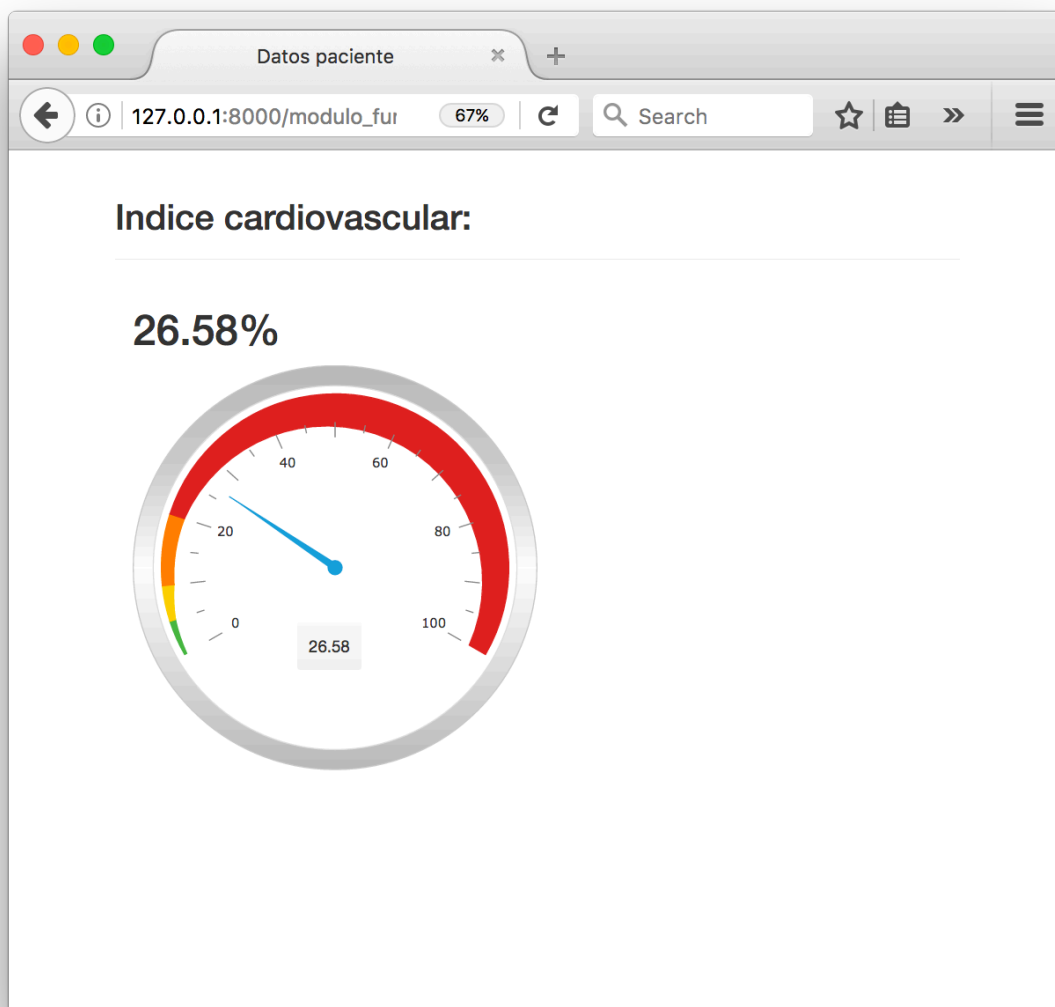 Datos paciente
127.0.0.1:8000/modulo_fur
67%
Search
Indice cardiovascular:
26.58%
40 60
20 80
0 100
26.58